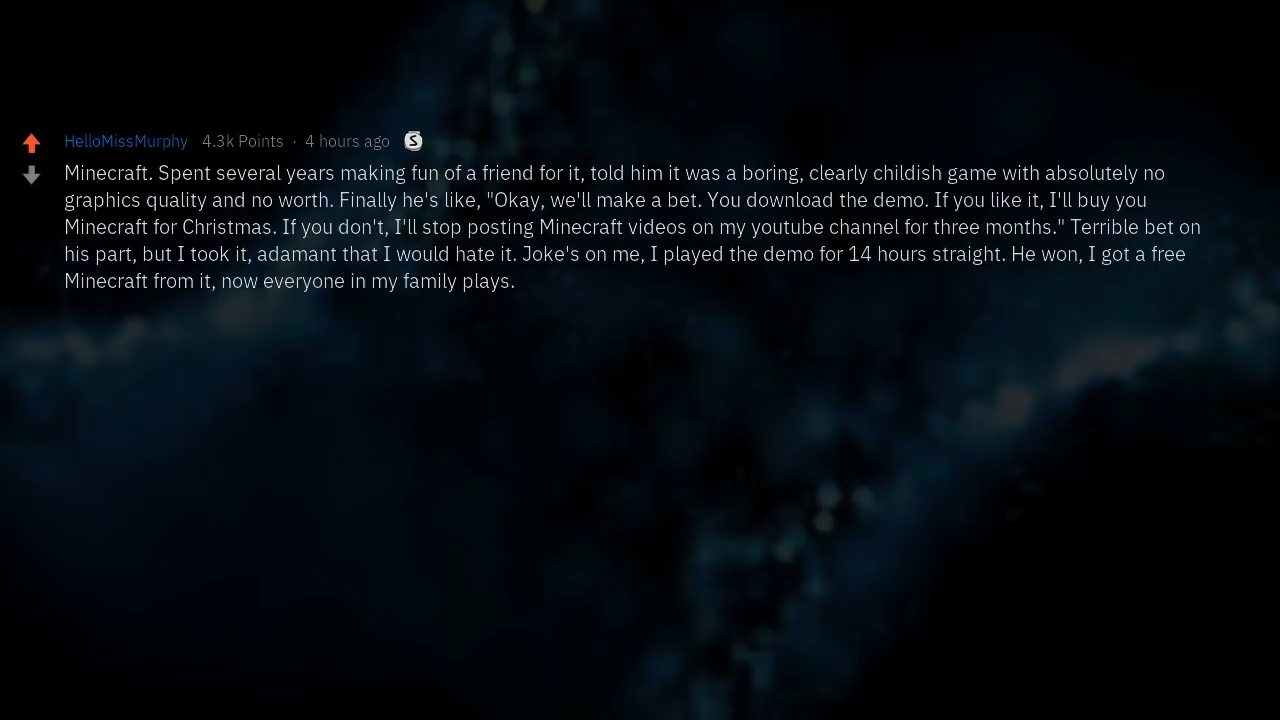 HelloMissMurphy 4.3k Points · 4 hours ago S
Minecraft. Spent several years making fun of a friend for it, told him it was a boring, clearly childish game with absolutely no
graphics quality and no worth. Finally he's like, "Okay, we'll make a bet. You download the demo. If you like it, I'll buy you
Minecraft for Christmas. If you don't, I'll stop posting Minecraft videos on my youtube channel for three months." Terrible bet on
his part, but I took it, adamant that I would hate it. Joke's on me, I played the demo for 14 hours straight. He won, I got a free
Minecraft from it, now everyone in my family plays.